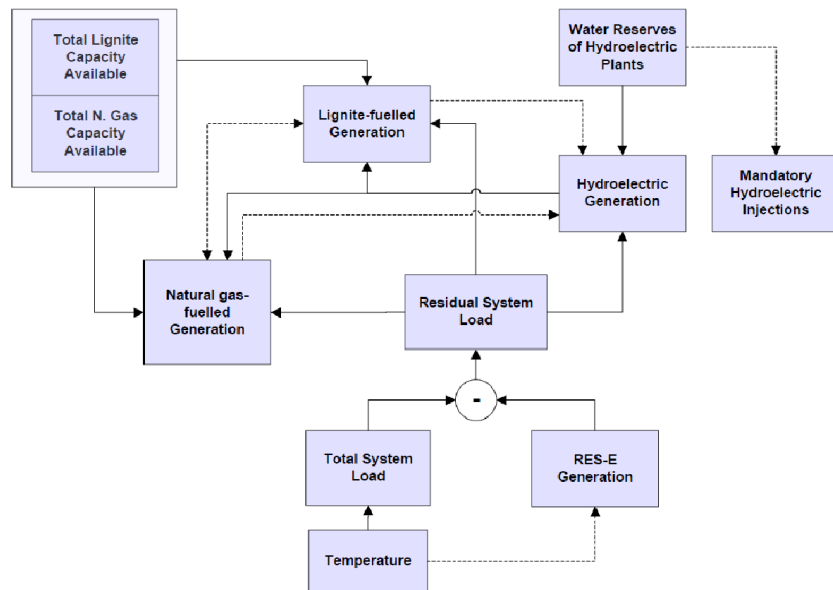 Total Lignite
Capacity
Available
Total N. Gas
Capacity
Available
Lignite-fuelled
Generation
Water Reserves
of Hydroelectric
Plants
Hydroelectric
Generation
Mandatory
Hydroelectric
Injections
Natural gas-
fuelled
Generation
Residual System
Load
-
Total System
Load
RES-E
Generation
Temperature